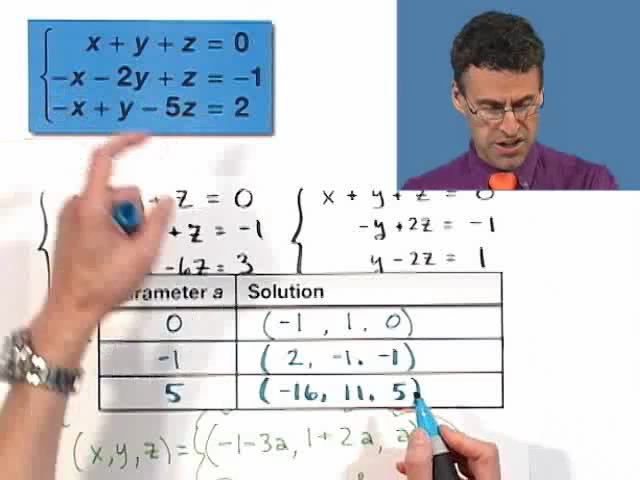 x + y + z = 0
-x - 2y + z = -1
-x + y - 5z = 2
+ z = 0
+ z = -1
-6z = 3
x + y + z = 0
-y + 2z = -1
y - 2z = 1
arameter a Solution
0 (-1, 1. 0)
-1 (2, -1. -1)
5 (-16, 11. 5)
(x,y,z) = (-1-3a, 1+2a, a